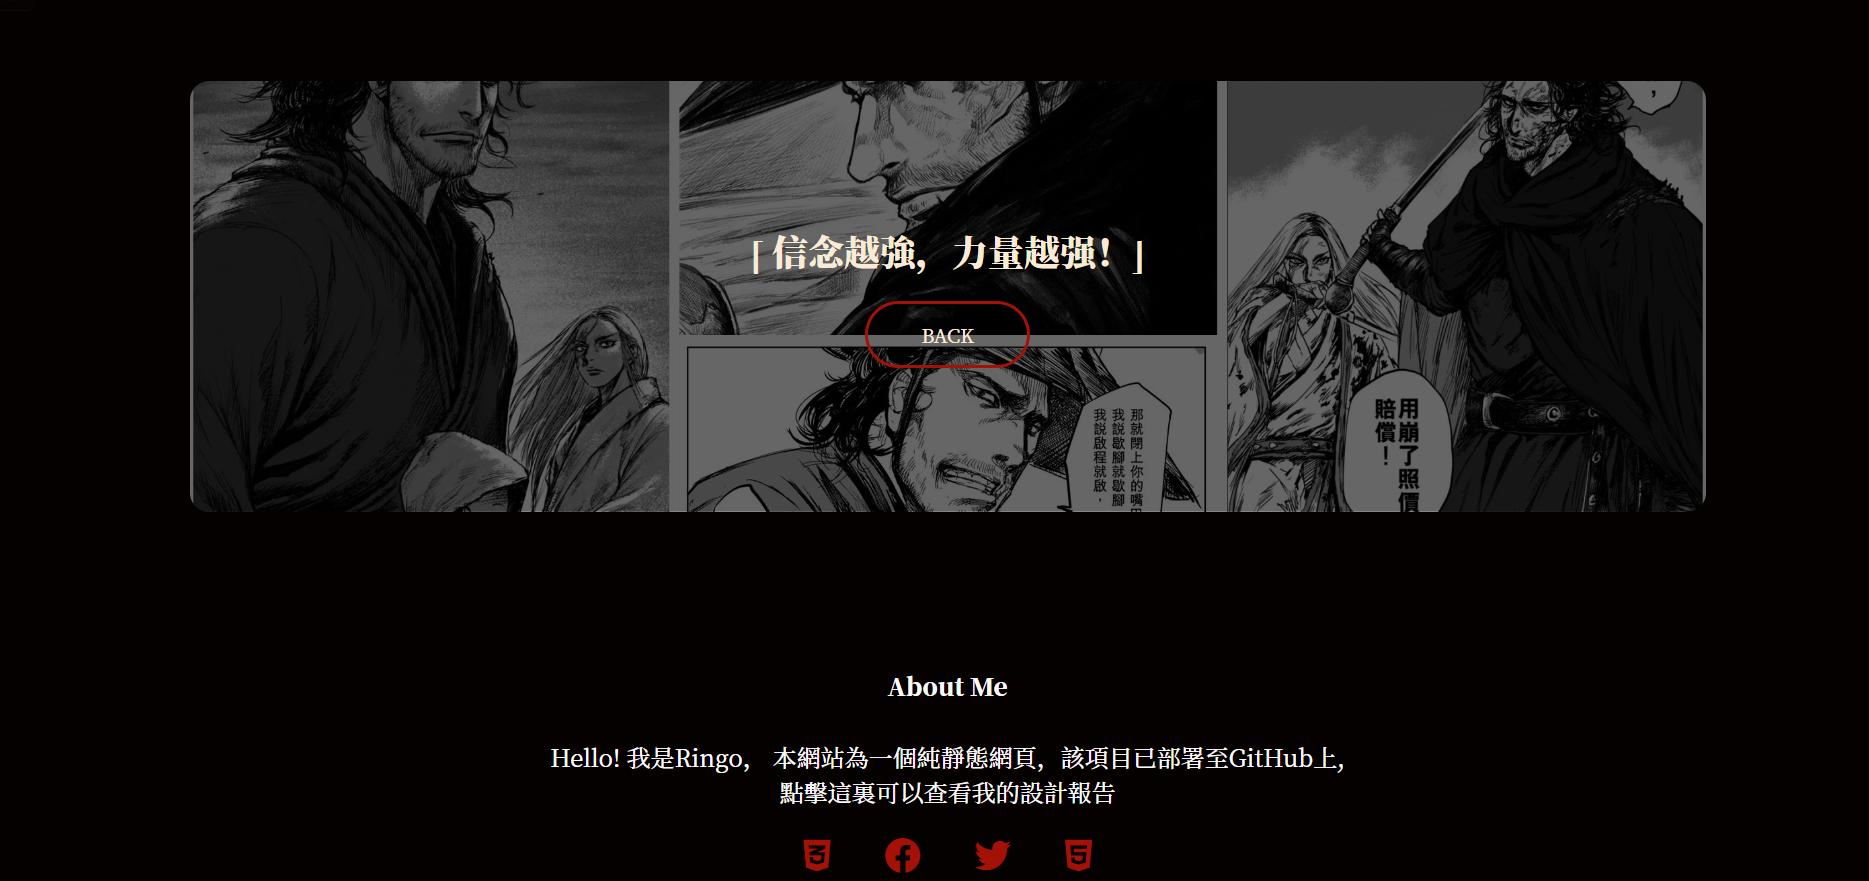 [ 信念越強，力量越强！]
BACK
那就閉上你的嘴
我説歇腳就歇腳
我説啟程就啟，
用崩了照價
賠償！
About Me
Hello! 我是Ringo， 本網站為一個純靜態網頁，該項目已部署至GitHub上，
點擊這裏可以查看我的設計報告